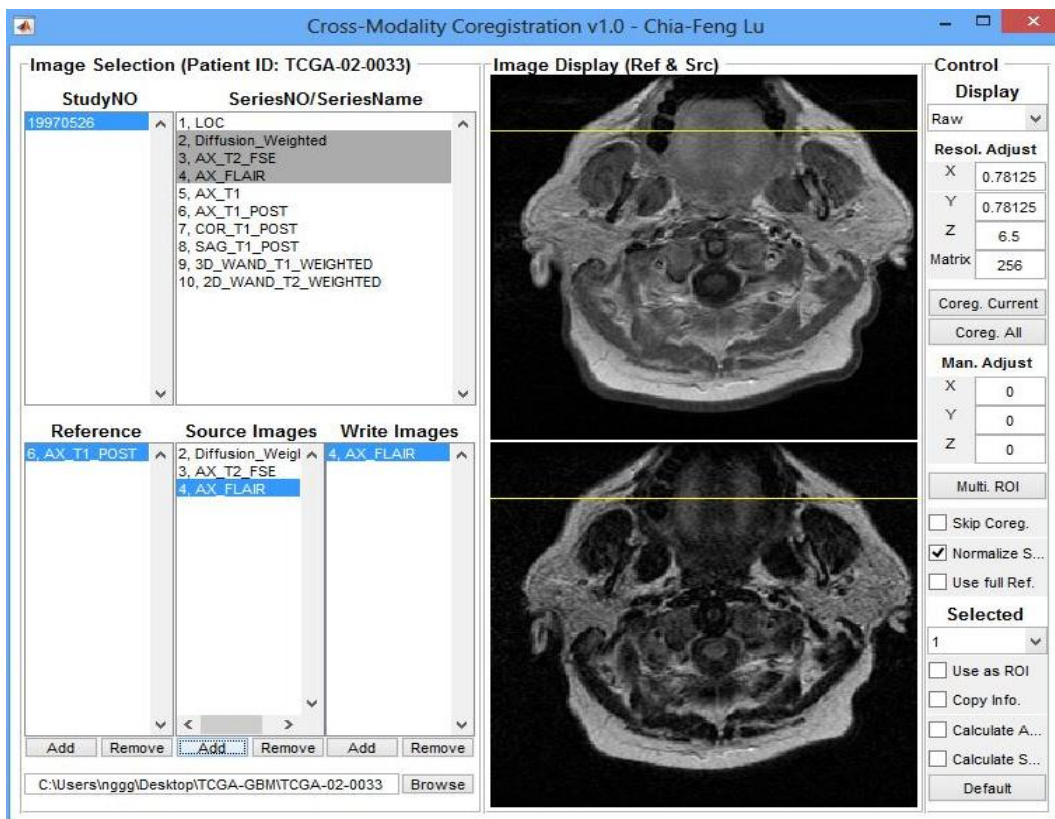 Cross-Modality Coregistration v1.0 - Chia-Feng Lu
Image Selection (Patient ID: TCGA-02-0033)
StudyNO
SeriesNO/SeriesName
19970526
1, LOC
2, Diffusion_Weighted
3, AX_T2_FSE
4, AX_FLAIR
5, AX_T1
6, AX_T1_POST
7, COR_T1_POST
8, SAG_T1_POST
9, 3D_WAND_T1_WEIGHTED
10, 2D_WAND_T2_WEIGHTED
Reference
Source Images
Write Images
6, AX_T1_POST
2, Diffusion_Weigl
3, AX_T2_FSE
4, AX_FLAIR
4, AX_FLAIR
Add Remove Add Remove Add Remove
C:\Users\nggg\Desktop\TCGA-GBM\TCGA-02-0033 Browse
Image Display (Ref & Src)
Control
Display
Raw
Resol. Adjust
X 0.78125
Y 0.78125
Z 6.5
Matrix 256
Coreg. Current
Coreg. All
Man. Adjust
X 0
Y 0
Z 0
Multi. ROI
Skip Coreg.
Normalize S...
Use full Ref.
Selected
1
Use as ROI
Copy Info.
Calculate A...
Calculate S...
Default